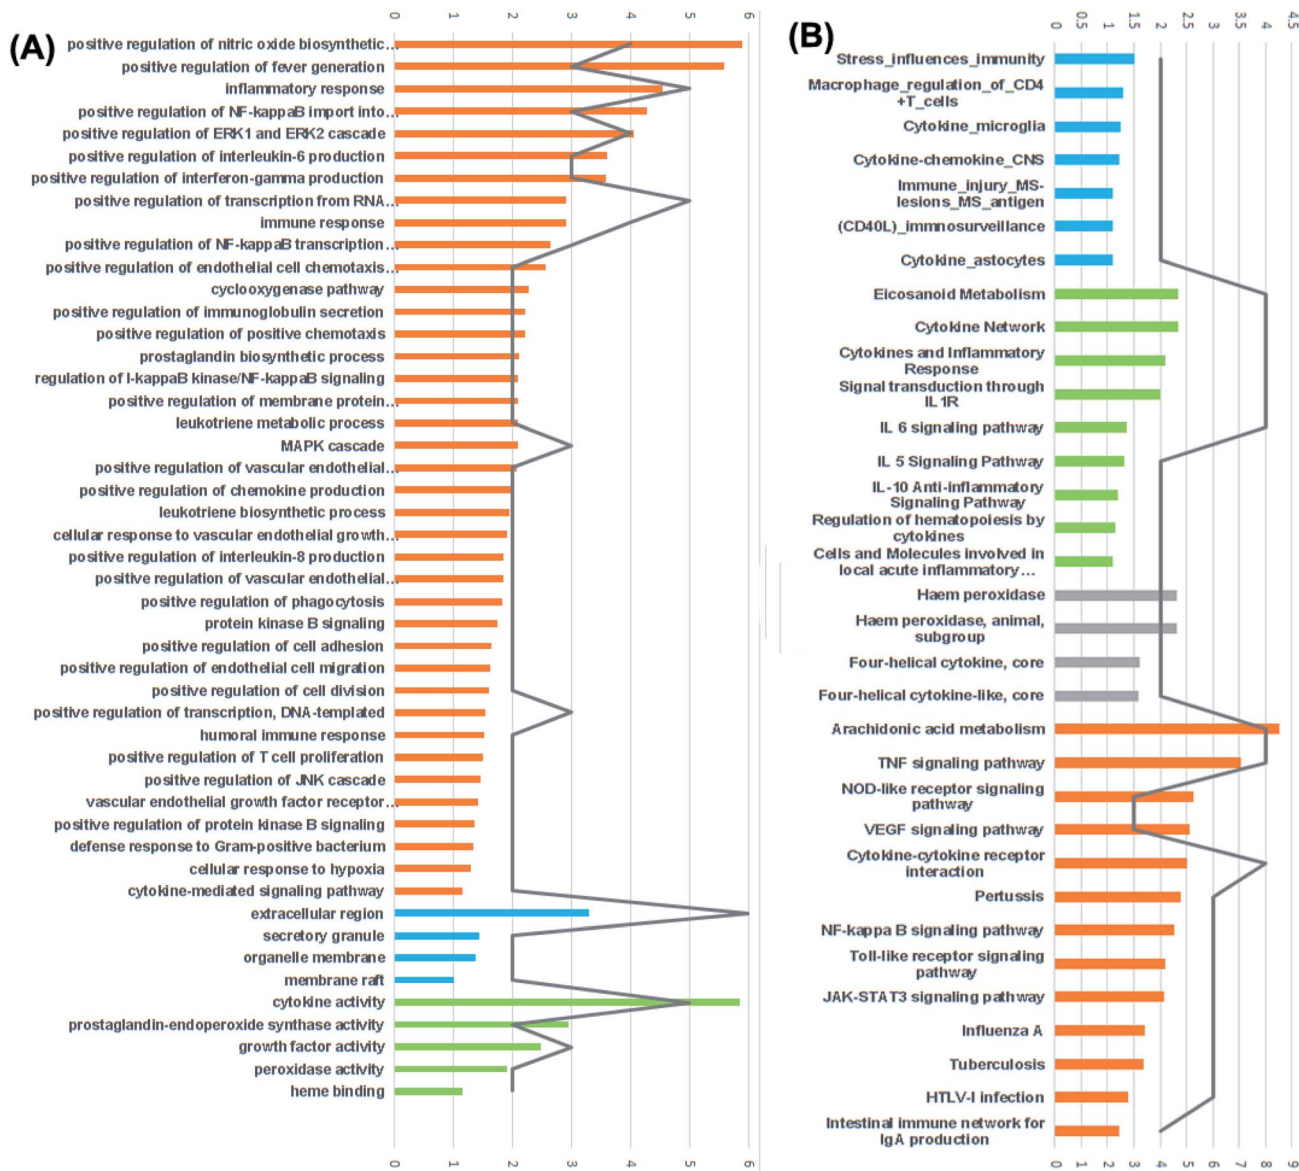 (A)
0 1 2 3 4 5 6
positive regulation of nitric oxide biosynthetic...
positive regulation of fever generation
inflammatory response
positive regulation of NF-kappaB import into...
positive regulation of ERK1 and ERK2 cascade
positive regulation of interleukin-6 production
positive regulation of interferon-gamma production
positive regulation of transcription from RNA...
immune response
positive regulation of NF-kappaB transcription...
positive regulation of endothelial cell chemotaxis...
cyclooxygenase pathway
positive regulation of immunoglobulin secretion
positive regulation of positive chemotaxis
prostaglandin biosynthetic process
regulation of I-kappaB kinase/NF-kappaB signaling
positive regulation of membrane protein...
leukotriene metabolic process
MAPK cascade
positive regulation of vascular endothelial...
positive regulation of chemokine production
leukotriene biosynthetic process
cellular response to vascular endothelial growth...
positive regulation of interleukin-8 production
positive regulation of vascular endothelial...
positive regulation of phagocytosis
protein kinase B signaling
positive regulation of cell adhesion
positive regulation of endothelial cell migration
positive regulation of cell division
positive regulation of transcription, DNA-templated
humoral immune response
positive regulation of T cell proliferation
positive regulation of JNK cascade
vascular endothelial growth factor receptor...
positive regulation of protein kinase B signaling
defense response to Gram-positive bacterium
cellular response to hypoxia
cytokine-mediated signaling pathway
extracellular region
secretory granule
organelle membrane
membrane raft
cytokine activity
prostaglandin-endoperoxide synthase activity
growth factor activity
peroxidase activity
heme binding
0 1 2 3 4 5 6
(B)
0 0.5 1 1.5 2 2.5 3 3.5 4 4.5
Stress_influences_immunity
Macrophage_regulation_of_CD4
+T_cells
Cytokine_microglia
Cytokine-chemokine_CNS
Immune_injury_MS-
lesions_MS_antigen
(CD40L)_immnosurveillance
Cytokine_astocytes
Eicosanoid Metabolism
Cytokine Network
Cytokines and Inflammatory
Response
Signal transduction through
IL1R
IL 6 signaling pathway
IL 5 Signaling Pathway
IL-10 Anti-inflammatory
Signaling Pathway
Regulation of hematopoiesis by
cytokines
Cells and Molecules involved in
local acute inflammatory...
Haem peroxidase
Haem peroxidase, animal,
subgroup
Four-helical cytokine, core
Four-helical cytokine-like, core
Arachidonic acid metabolism
TNF signaling pathway
NOD-like receptor signaling
pathway
VEGF signaling pathway
Cytokine-cytokine receptor
interaction
Pertussis
NF-kappa B signaling pathway
Toll-like receptor signaling
pathway
JAK-STAT3 signaling pathway
Influenza A
Tuberculosis
HTLV-I infection
Intestinal immune network for
IgA production
0 1 2 3 4 5 6 7 8 9